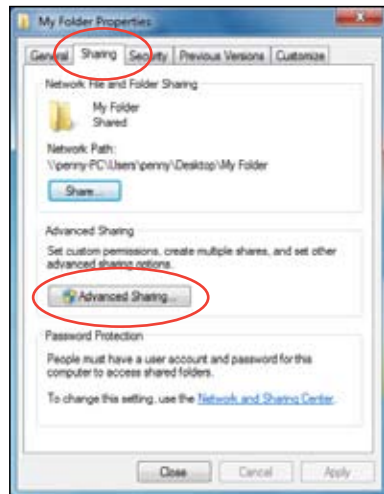 My Folder Properties
General Sharing Security Previous Versions Customize
Network File and Folder Sharing
My Folder
Shared
Network Path:
\\penny-PC\Users\penny\Desktop\My Folder
Share...
Advanced Sharing
Set custom permissions, create multiple shares, and set other
advanced sharing options.
Advanced Sharing...
Password Protection
People must have a user account and password for this
computer to access shared folders.
To change this setting, use the Network and Sharing Center.
Close Cancel Apply